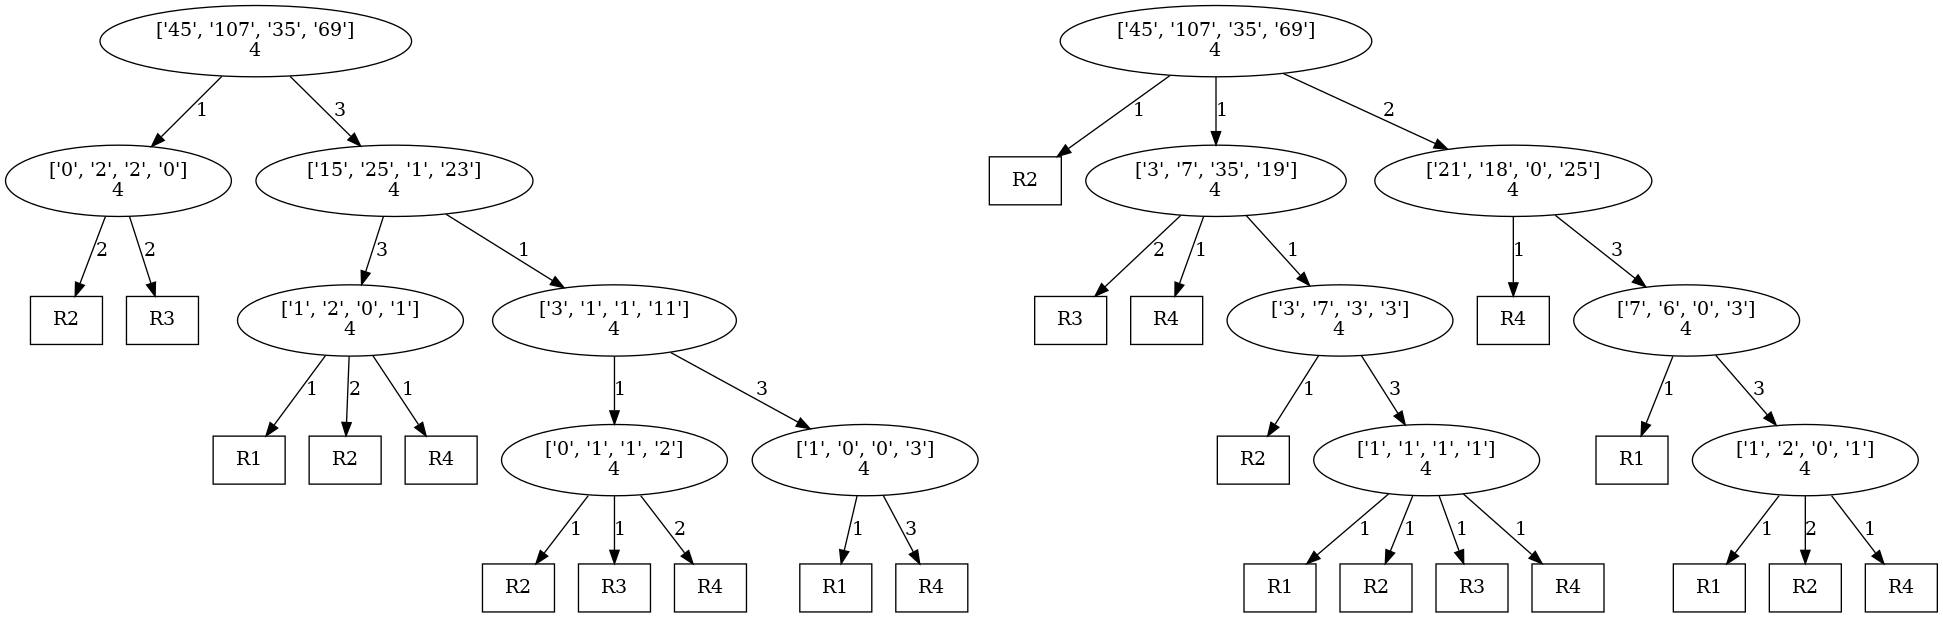 ['45', '107', '35', '69']
4
['45', '107', '35', '69']
4
1
3
1
1
2
['0', '2', '2', '0']
4
['15', '25', '1', '23']
4
R2
['3', '7', '35', '19']
4
['21', '18', '0', '25']
4
2
2
3
1
2
1
1
1
3
R2
R3
['1', '2', '0', '1']
4
['3', '1', '1', '11']
4
R3
R4
['3', '7', '3', '3']
4
R4
['7', '6', '0', '3']
4
1
2
1
1
3
1
3
1
3
R1
R2
R4
['0', '1', '1', '2']
4
['1', '0', '0', '3']
4
R2
['1', '1', '1', '1']
4
R1
['1', '2', '0', '1']
4
1
1
2
1
3
1
1
1
1
1
2
1
R2
R3
R4
R1
R4
R1
R2
R3
R4
R1
R2
R4